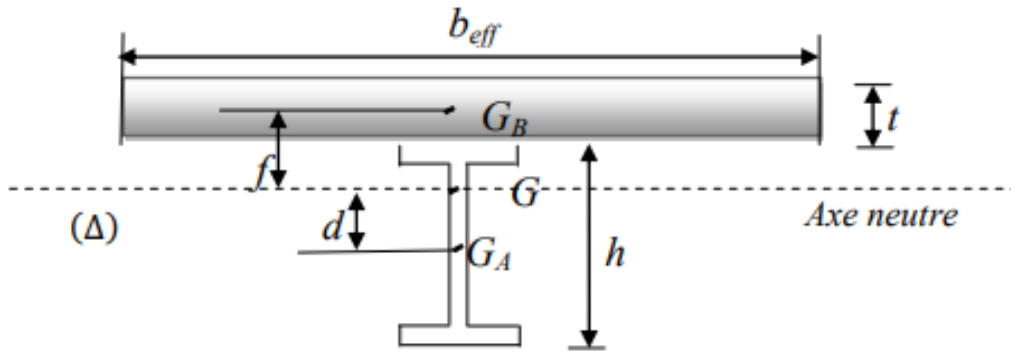 b_eff
G_B
t
f
G
(Δ)
d
Axe neutre
G_A
h